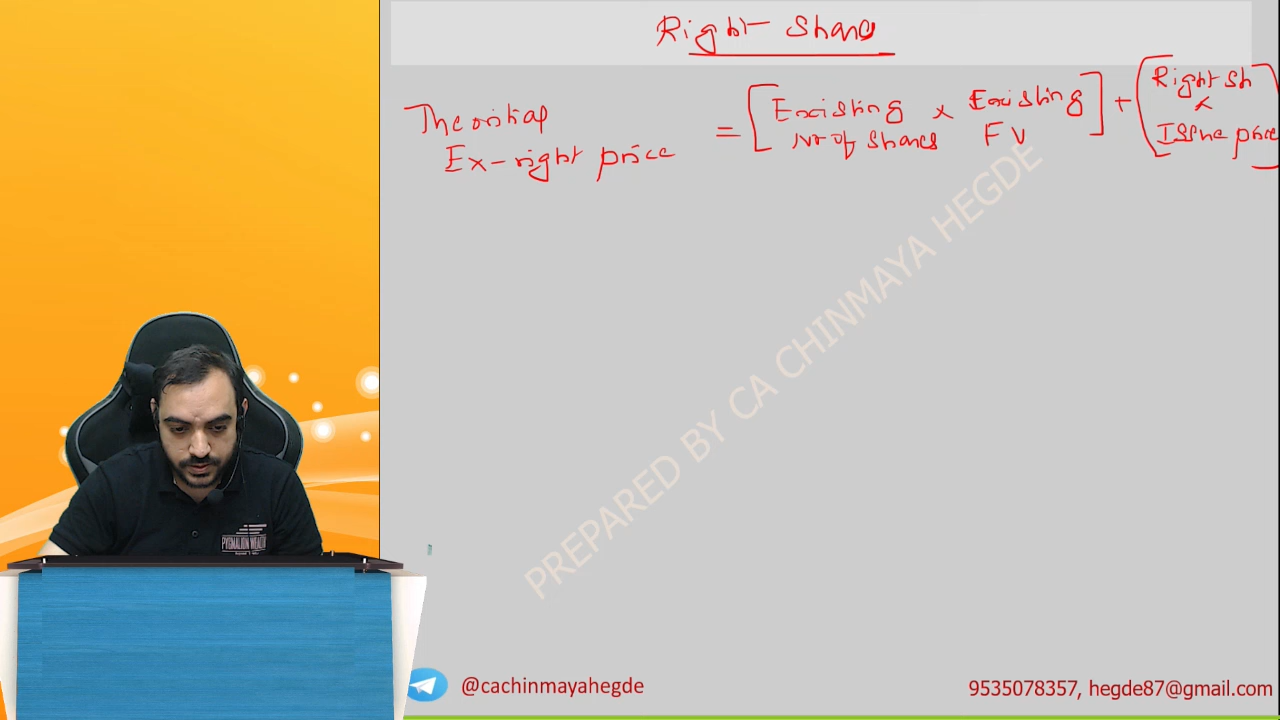 Right Share
Theoritial
Ex-right price
= [Existing x Existing] + [Right sh
Nr of shares FV
x
Issue price]
PREPARED BY CA CHINMAYA HEGDE
PYGMALION WEALTH
@cachinmayahegde
9535078357, hegde87@gmail.com